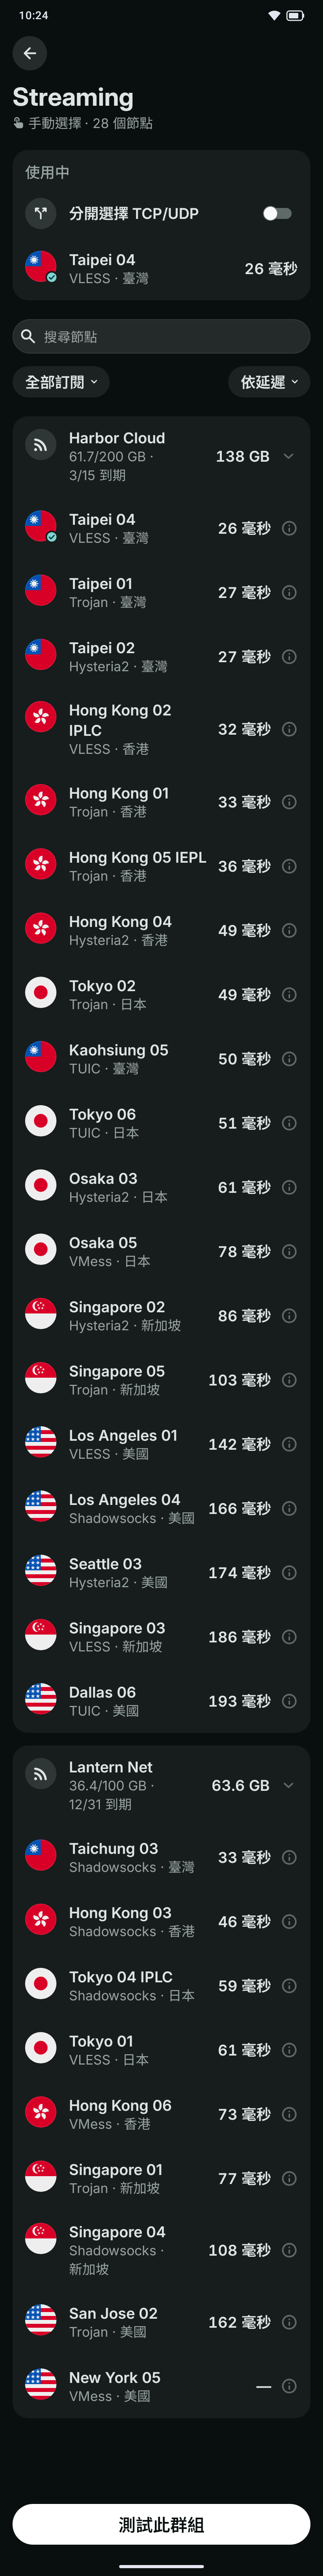 10:24
Streaming
手動選擇 · 28 個節點
使用中
分開選擇 TCP/UDP
Taipei 04
VLESS · 臺灣
26 毫秒
搜尋節點
全部訂閱
依延遲
Harbor Cloud
61.7/200 GB ·
3/15 到期
138 GB
Taipei 04
VLESS · 臺灣
26 毫秒
Taipei 01
Trojan · 臺灣
27 毫秒
Taipei 02
Hysteria2 · 臺灣
27 毫秒
Hong Kong 02
IPLC
VLESS · 香港
32 毫秒
Hong Kong 01
Trojan · 香港
33 毫秒
Hong Kong 05 IEPL
Trojan · 香港
36 毫秒
Hong Kong 04
Hysteria2 · 香港
49 毫秒
Tokyo 02
Trojan · 日本
49 毫秒
Kaohsiung 05
TUIC · 臺灣
50 毫秒
Tokyo 06
TUIC · 日本
51 毫秒
Osaka 03
Hysteria2 · 日本
61 毫秒
Osaka 05
VMess · 日本
78 毫秒
Singapore 02
Hysteria2 · 新加坡
86 毫秒
Singapore 05
Trojan · 新加坡
103 毫秒
Los Angeles 01
VLESS · 美國
142 毫秒
Los Angeles 04
Shadowsocks · 美國
166 毫秒
Seattle 03
Hysteria2 · 美國
174 毫秒
Singapore 03
VLESS · 新加坡
186 毫秒
Dallas 06
TUIC · 美國
193 毫秒
Lantern Net
36.4/100 GB ·
12/31 到期
63.6 GB
Taichung 03
Shadowsocks · 臺灣
33 毫秒
Hong Kong 03
Shadowsocks · 香港
46 毫秒
Tokyo 04 IPLC
Shadowsocks · 日本
59 毫秒
Tokyo 01
VLESS · 日本
61 毫秒
Hong Kong 06
VMess · 香港
73 毫秒
Singapore 01
Trojan · 新加坡
77 毫秒
Singapore 04
Shadowsocks ·
新加坡
108 毫秒
San Jose 02
Trojan · 美國
162 毫秒
New York 05
VMess · 美國
—
測試此群組